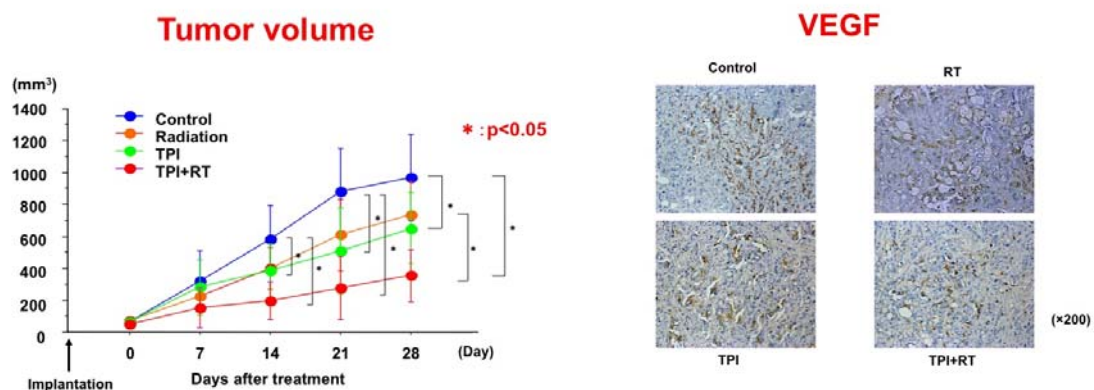 Tumor volume
(mm³)
1400
1200
1000
800
600
400
200
0
Control
Radiation
TPI
TPI+RT
* : p<0.05
*
*
*
*
*
*
*
0
7
14
21
28
(Day)
Implantation
Days after treatment
VEGF
Control
RT
TPI
TPI+RT
(×200)